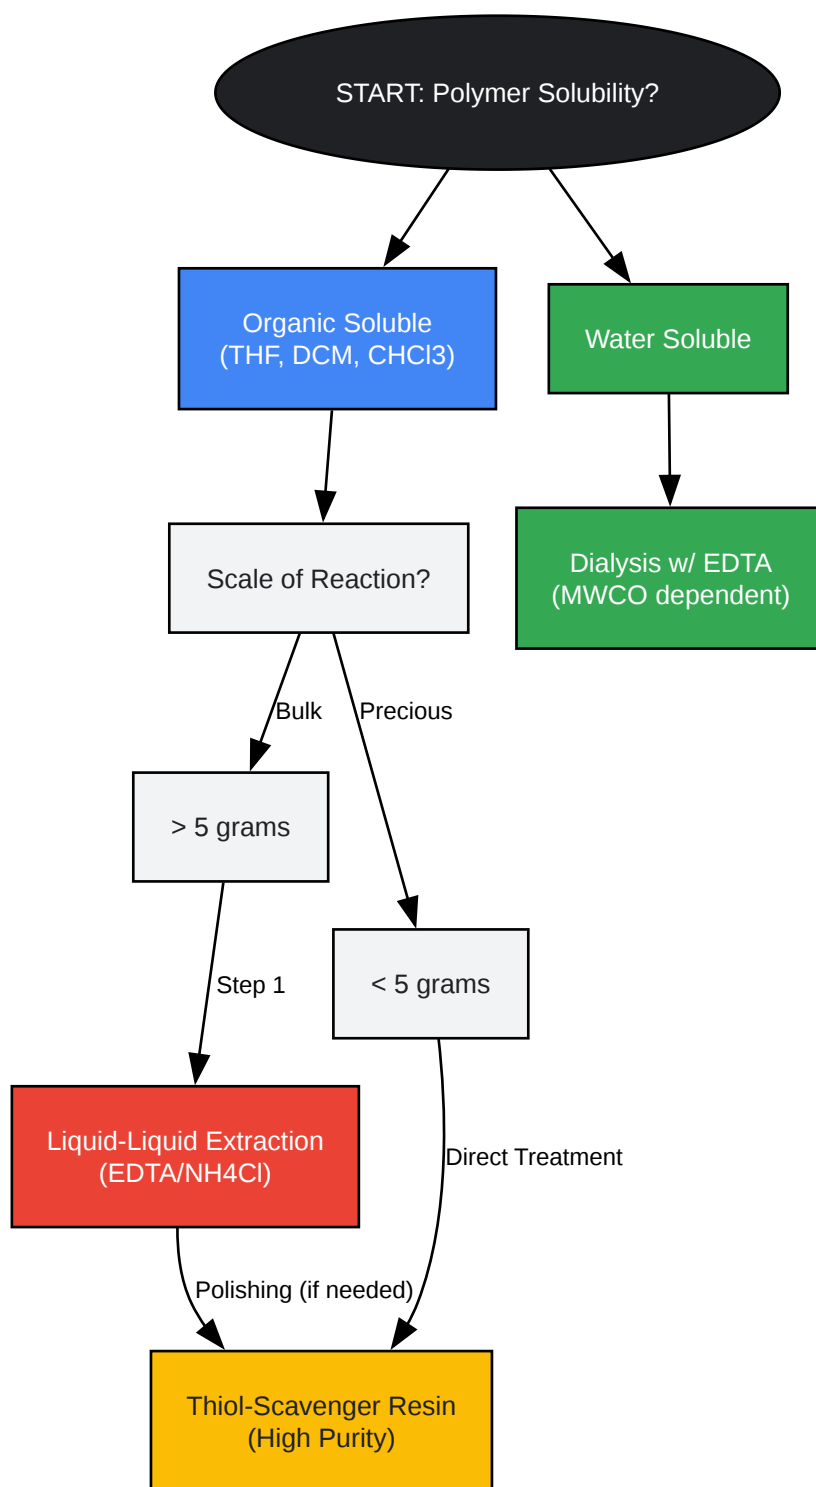 START: Polymer Solubility?
Organic Soluble
(THF, DCM, CHCl3)
Water Soluble
Scale of Reaction?
Dialysis w/ EDTA
(MWCO dependent)
Bulk
Precious
> 5 grams
< 5 grams
Step 1
Liquid-Liquid Extraction
(EDTA/NH4Cl)
Direct Treatment
Polishing (if needed)
Thiol-Scavenger Resin
(High Purity)